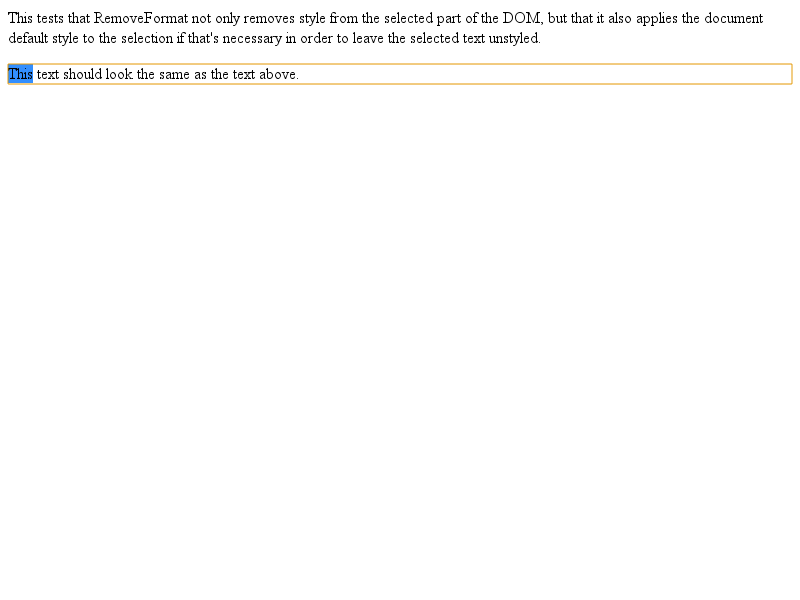 This tests that RemoveFormat not only removes style from the selected part of the DOM, but that it also applies the document
default style to the selection if that's necessary in order to leave the selected text unstyled.
This text should look the same as the text above.